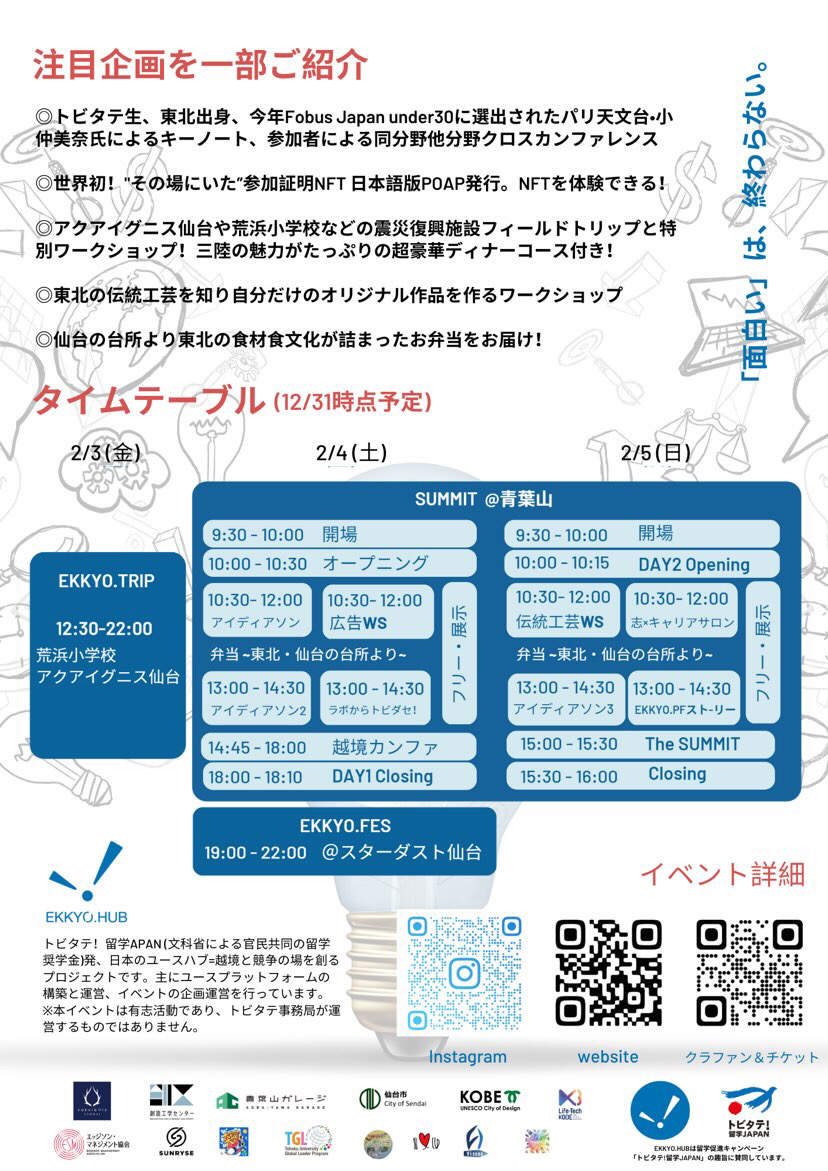 注目企画を一部ご紹介
◎トビタテ生、東北出身、今年Fobus Japan under30に選出されたパリ天文台・小
仲美奈氏によるキーノート、参加者による同分野他分野クロスカンファレンス
◎世界初！"その場にいた"参加証明NFT 日本語版POAP発行。NFTを体験できる！
◎アクアイグニス仙台や荒浜小学校などの震災復興施設フィールドトリップと特
別ワークショップ！三陸の魅力がたっぷりの超豪華ディナーコース付き！
◎東北の伝統工芸を知り自分だけのオリジナル作品を作るワークショップ
◎仙台の台所より東北の食材食文化が詰まったお弁当をお届け！
「面白い」は、終わらない。
タイムテーブル (12/31時点予定)
2/3(金)
2/4(土)
2/5(日)
EKKYO.TRIP
12:30-22:00
荒浜小学校
アクアイグニス仙台
SUMMIT @青葉山
9:30 - 10:00 開場
10:00 - 10:30 オープニング
10:30- 12:00
アイディアソン
10:30- 12:00
広告WS
フリー・展示
弁当 ~東北・仙台の台所より~
13:00 - 14:30
アイディアソン2
13:00 - 14:30
ラボからトビダセ！
14:45 - 18:00 越境カンファ
18:00 - 18:10 DAY1 Closing
9:30 - 10:00 開場
10:00 - 10:15 DAY2 Opening
10:30- 12:00
伝統工芸WS
10:30- 12:00
志×キャリアサロン
フリー・展示
弁当 ~東北・仙台の台所より~
13:00 - 14:30
アイディアソン3
13:00 - 14:30
EKKYO.PFスト-リー
15:00 - 15:30 The SUMMIT
15:30 - 16:00 Closing
EKKYO.FES
19:00 - 22:00 @スターダスト仙台
EKKYO.HUB
トビタテ！留学APAN(文科省による官民共同の留学
奨学金)発、日本のユースハブ=越境と競争の場を創る
プロジェクトです。主にユースプラットフォームの
構築と運営、イベントの企画運営を行っています。
※本イベントは有志活動であり、トビタテ事務局が運
営するものではありません。
イベント詳細
Instagram
website
クラファン＆チケット
創造工学センター
青葉山ガレージ
AOBA-YAMA GARAGE
仙台市
City of Sendai
KOBE
UNESCO City of Design
Life-Tech
KOBE
トビタテ！
留学JAPAN
エッジソン・
マネジメント協会
SUNRYSE
TGL
Tohoku University
Global Leader Program
EKKYO.HUBは留学促進キャンペーン
「トビタテ！留学JAPAN」の趣旨に賛同しています。